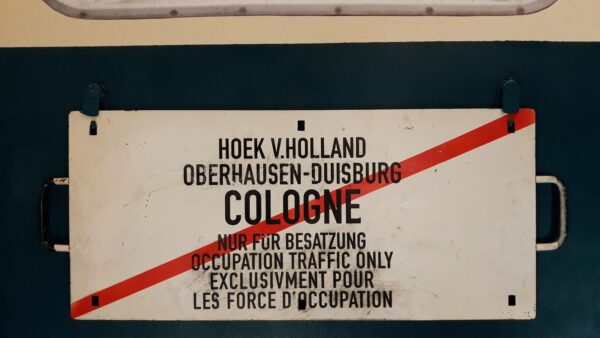 HOEK V.HOLLAND
OBERHAUSEN-DUISBURG
COLOGNE
NUR FÜR BESATZUNG
OCCUPATION TRAFFIC ONLY
EXCLUSIVMENT POUR
LES FORCE D'OCCUPATION